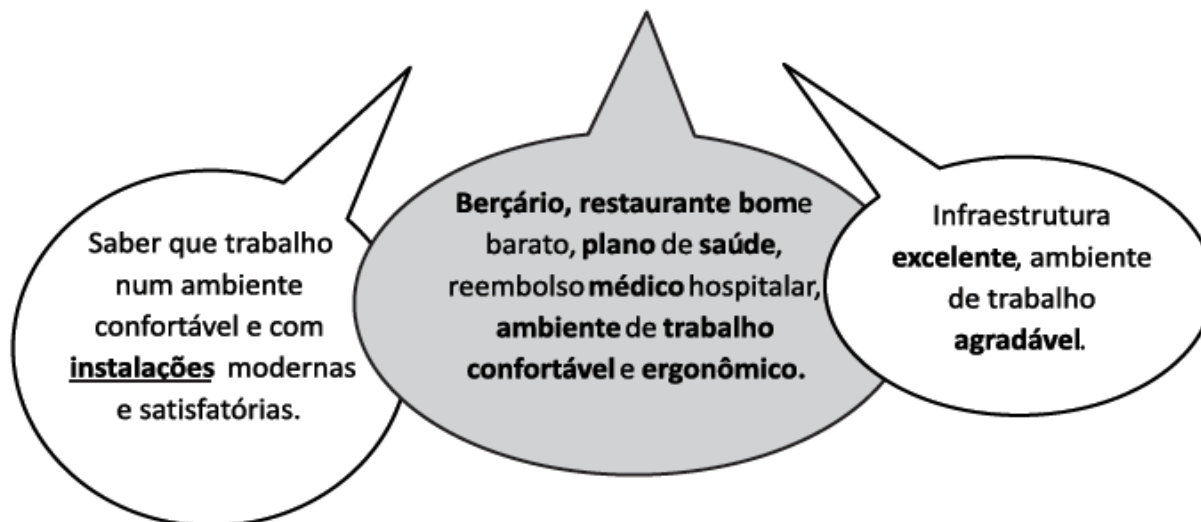 Saber que trabalho
num ambiente
confortável e com
instalações modernas
e satisfatórias.
Berçário, restaurante bome
barato, plano de saúde,
reembolso médico hospitalar,
ambiente de trabalho
confortável e ergonômico.
Infraestrutura
excelente, ambiente
de trabalho
agradável.